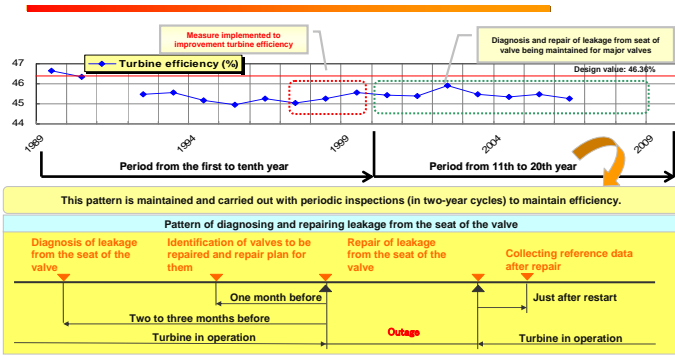 Measure implemented to
improvement turbine efficiency
Diagnosis and repair of leakage from seat of
valve being maintained for major valves
Turbine efficiency (%)
Design value: 46.36%
47
46
45
44
1989
1994
1999
2004
2009
Period from the first to tenth year
Period from 11th to 20th year
This pattern is maintained and carried out with periodic inspections (in two-year cycles) to maintain efficiency.
Pattern of diagnosing and repairing leakage from the seat of the valve
Diagnosis of leakage
from the seat of the
valve
Identification of valves to be
repaired and repair plan for
them
Repair of leakage
from the seat of the
valve
Collecting reference data
after repair
One month before
Just after restart
Two to three months before
Turbine in operation
Outage
Turbine in operation